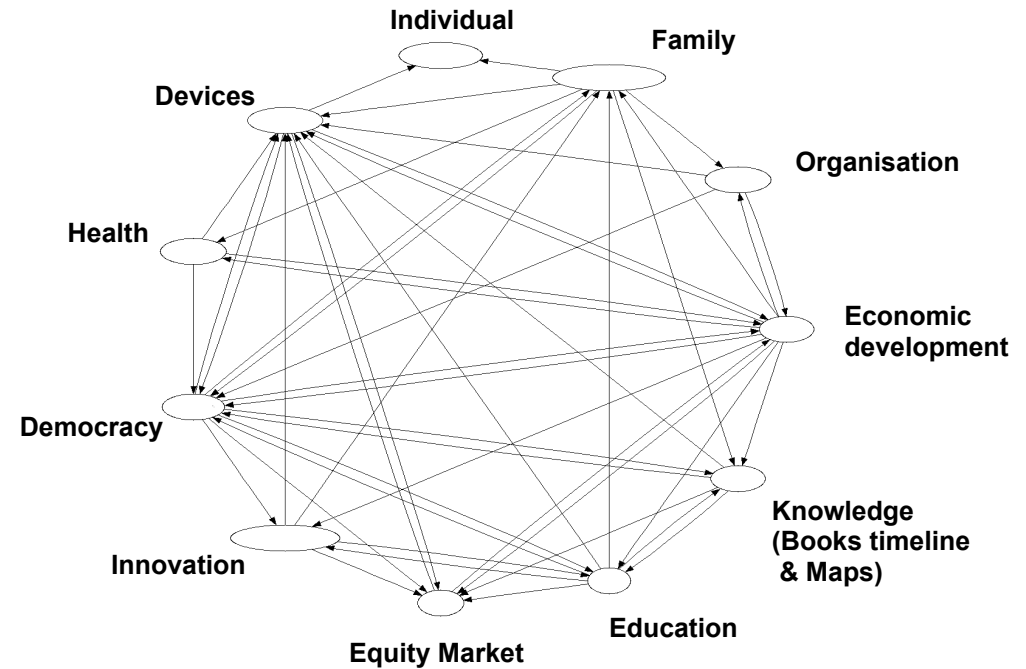 Individual
Family
Devices
Organisation
Health
Economic
development
Democracy
Knowledge
(Books timeline
& Maps)
Innovation
Education
Equity Market